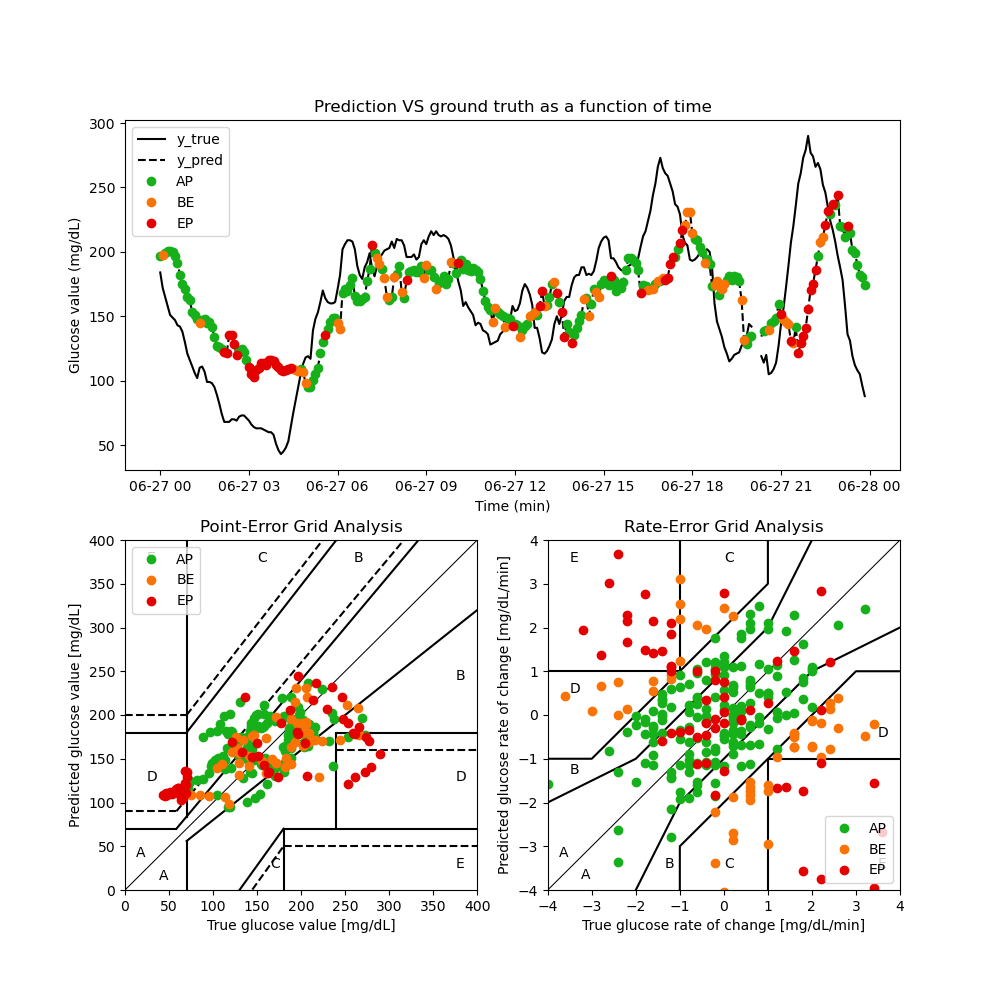 Prediction VS ground truth as a function of time
Glucose value (mg/dL)
300
250
200
150
100
50
y_true
y_pred
AP
BE
EP
06-27 00
06-27 03
06-27 06
06-27 09
06-27 12
06-27 15
06-27 18
06-27 21
06-28 00
Time (min)
Point-Error Grid Analysis
Predicted glucose value [mg/dL]
400
350
300
250
200
150
100
50
0
AP
BE
EP
E
C
B
B
D
D
A
A
C
E
0
50
100
150
200
250
300
350
400
True glucose value [mg/dL]
Rate-Error Grid Analysis
Predicted glucose rate of change [mg/dL/min]
4
3
2
1
0
−1
−2
−3
−4
E
C
D
D
B
A
A
B
C
E
AP
BE
EP
−4
−3
−2
−1
0
1
2
3
4
True glucose rate of change [mg/dL/min]